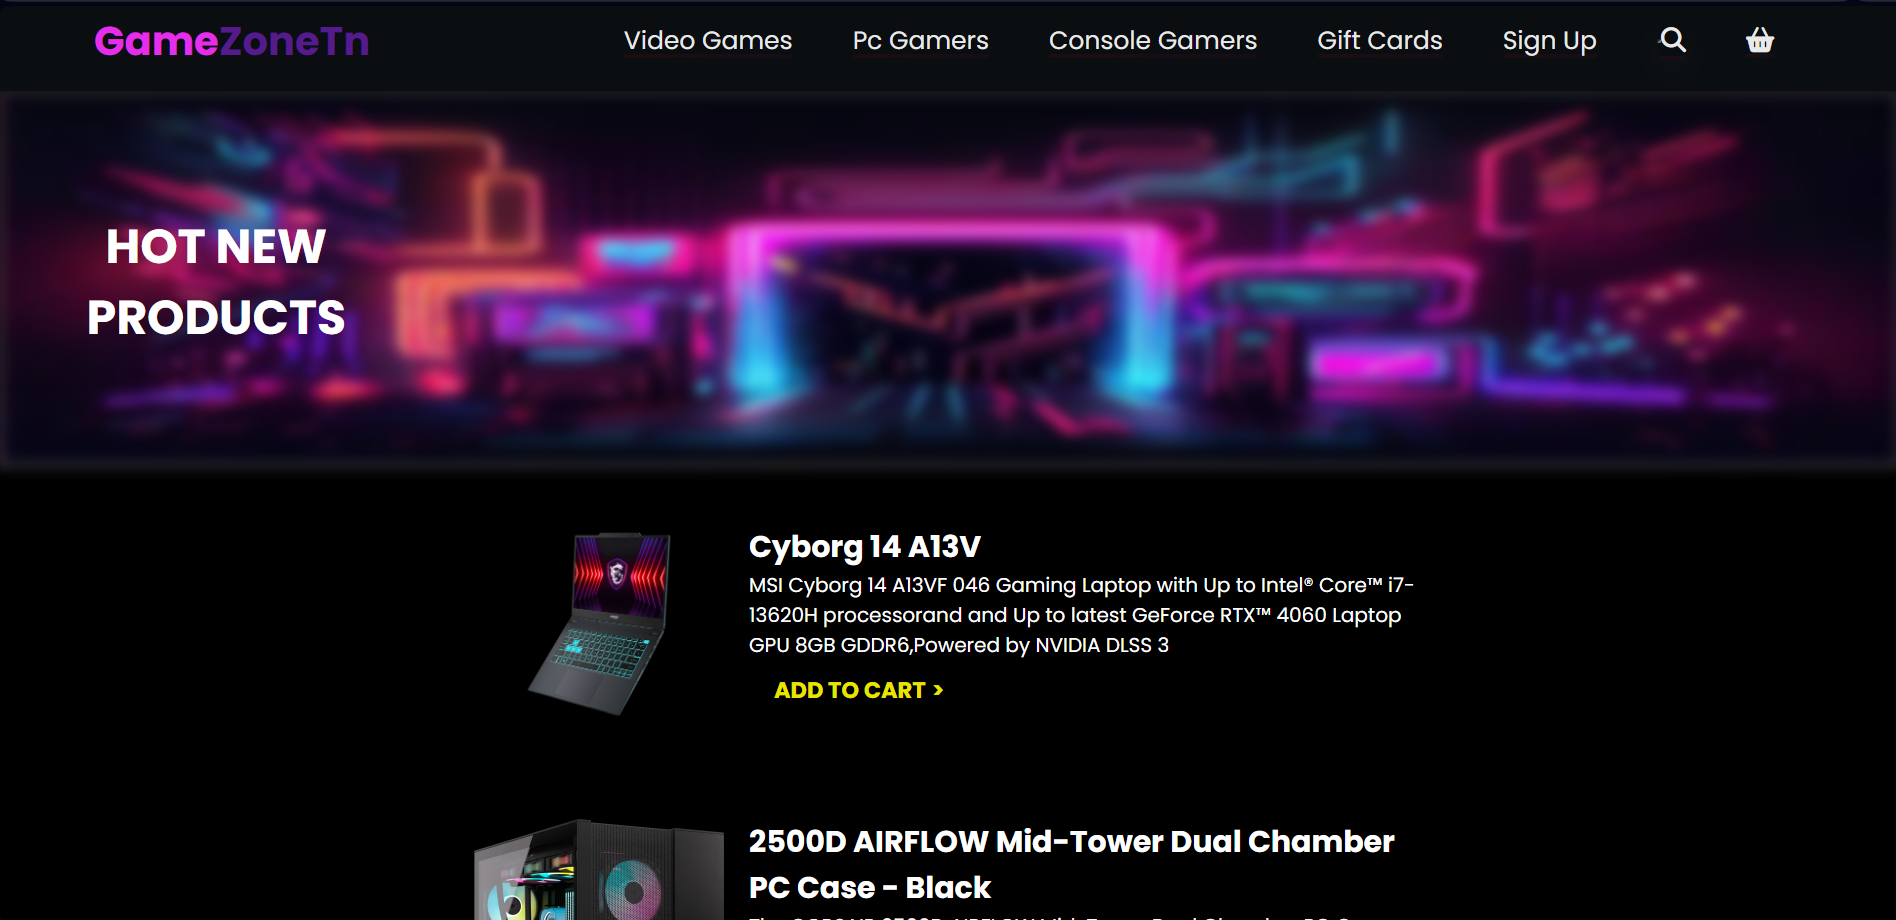 GameZoneTn
Video Games
Pc Gamers
Console Gamers
Gift Cards
Sign Up
HOT NEW
PRODUCTS
Cyborg 14 A13V
MSI Cyborg 14 A13VF 046 Gaming Laptop with Up to Intel® Core™ i7-
13620H processorand and Up to latest GeForce RTX™ 4060 Laptop
GPU 8GB GDDR6,Powered by NVIDIA DLSS 3
ADD TO CART >
2500D AIRFLOW Mid-Tower Dual Chamber
PC Case - Black